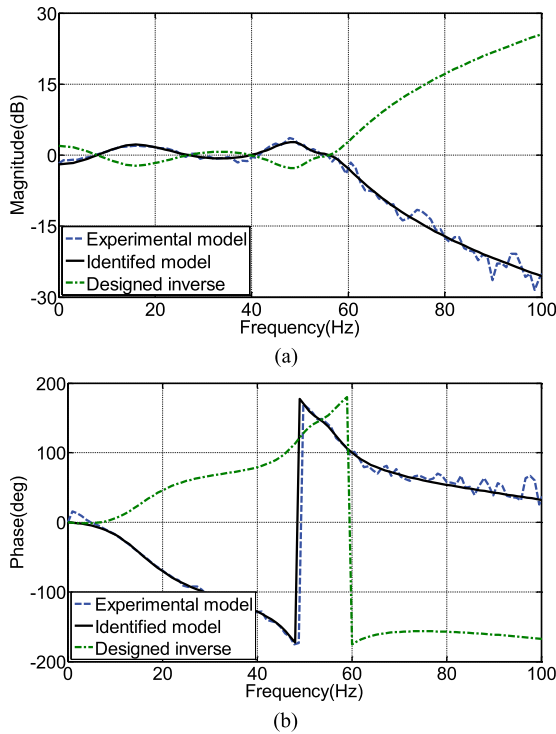 30
15
0
-15
-30
Magnitude(dB)
Experimental model
Identifed model
Designed inverse
0 20 40 60 80 100
Frequency(Hz)
(a)
200
100
0
-100
-200
Phase(deg)
Experimental model
Identified model
Designed inverse
0 20 40 60 80 100
Frequency(Hz)
(b)